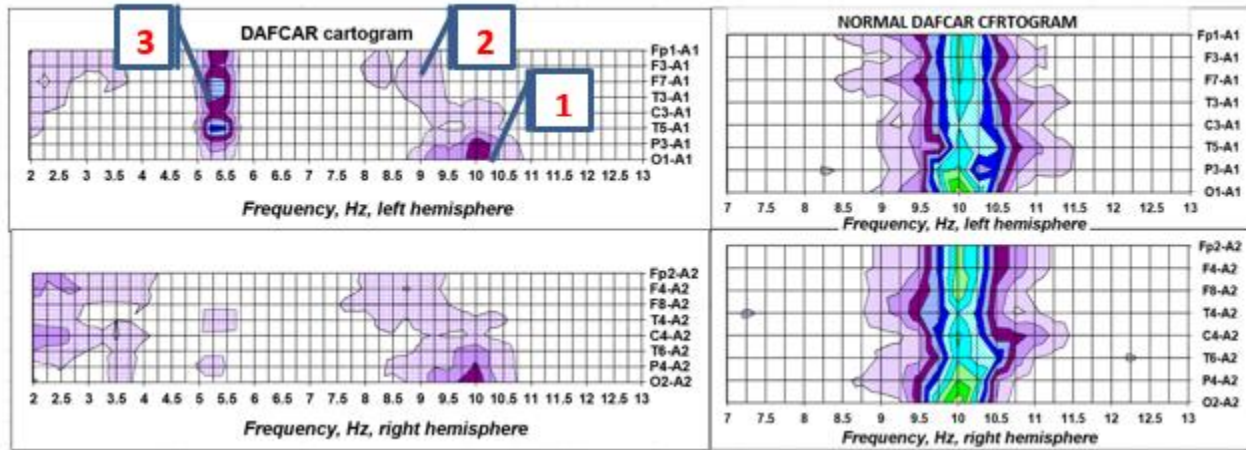 DAFCAR cartogram
3
2
1
Fp1-A1
F3-A1
F7-A1
T3-A1
C3-A1
T5-A1
P3-A1
O1-A1
2 2.5 3 3.5 4 4.5 5 5.5 6 6.5 7 7.5 8 8.5 9 9.5 10 10.5 11 11.5 12 12.5 13
Frequency, Hz, left hemisphere
NORMAL DAFCAR CFRTOGRAM
Fp1-A1
F3-A1
F7-A1
T3-A1
C3-A1
T5-A1
P3-A1
O1-A1
7 7.5 8 8.5 9 9.5 10 10.5 11 11.5 12 12.5 13
Frequency, Hz, left hemisphere
Fp2-A2
F4-A2
F8-A2
T4-A2
C4-A2
T6-A2
P4-A2
O2-A2
2 2.5 3 3.5 4 4.5 5 5.5 6 6.5 7 7.5 8 8.5 9 9.5 10 10.5 11 11.5 12 12.5 13
Frequency, Hz, right hemisphere
Fp2-A2
F4-A2
F8-A2
T4-A2
C4-A2
T6-A2
P4-A2
O2-A2
7 7.5 8 8.5 9 9.5 10 10.5 11 11.5 12 12.5 13
Frequency, Hz, right hemisphere